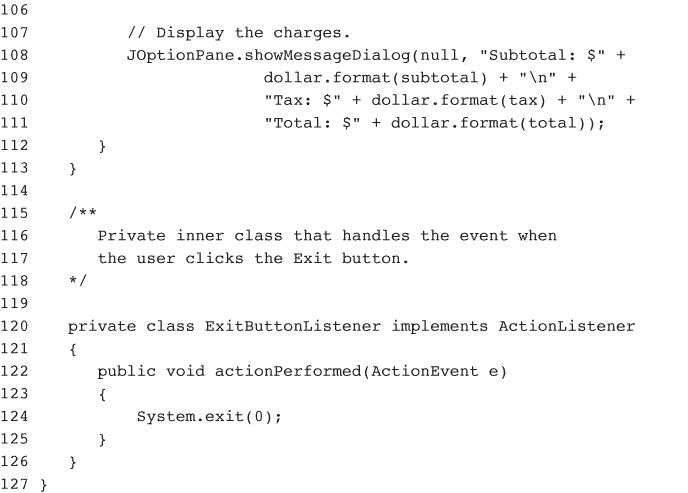 106
107          // Display the charges.
108          JOptionPane.showMessageDialog(null, "Subtotal: $" +
109                        dollar.format(subtotal) + "\n" +
110                        "Tax: $" + dollar.format(tax) + "\n" +
111                        "Total: $" + dollar.format(total));
112       }
113    }
114
115    /**
116       Private inner class that handles the event when
117       the user clicks the Exit button.
118    */
119
120    private class ExitButtonListener implements ActionListener
121    {
122       public void actionPerformed(ActionEvent e)
123       {
124           System.exit(0);
125       }
126    }
127 }